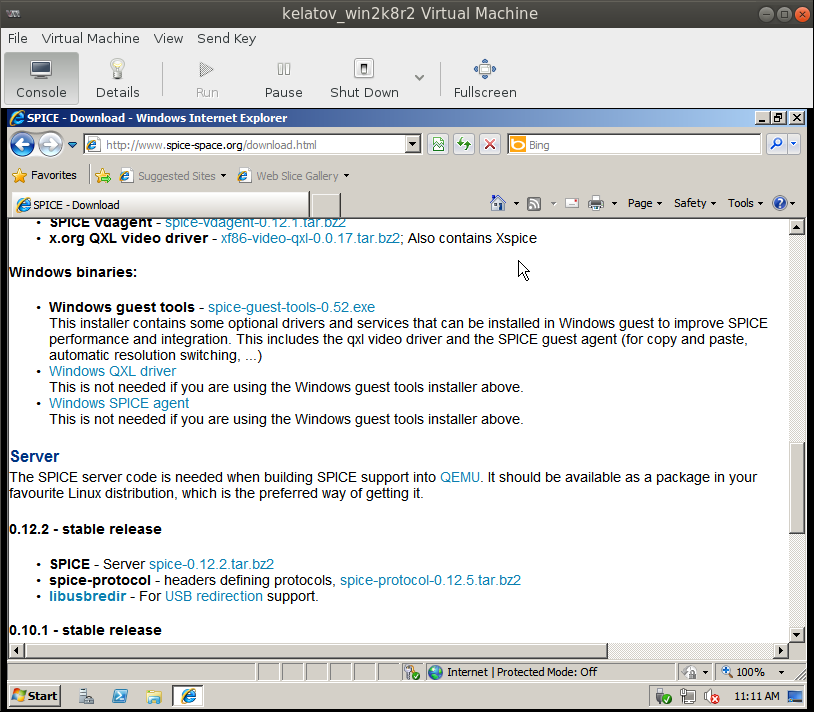 kelatov_win2k8r2 Virtual Machine
File Virtual Machine View Send Key
Console Details Run Pause Shut Down Fullscreen
SPICE - Download - Windows Internet Explorer
http://www.spice-space.org/download.html Bing
Favorites Suggested Sites Web Slice Gallery
SPICE - Download Page Safety Tools
• SPICE vdagent - spice-vdagent-0.12.1.tar.bz2
• x.org QXL video driver - xf86-video-qxl-0.0.17.tar.bz2; Also contains Xspice
Windows binaries:
• Windows guest tools - spice-guest-tools-0.52.exe
This installer contains some optional drivers and services that can be installed in Windows guest to improve SPICE
performance and integration. This includes the qxl video driver and the SPICE guest agent (for copy and paste,
automatic resolution switching, ...)
• Windows QXL driver
This is not needed if you are using the Windows guest tools installer above.
• Windows SPICE agent
This is not needed if you are using the Windows guest tools installer above.
Server
The SPICE server code is needed when building SPICE support into QEMU. It should be available as a package in your
favourite Linux distribution, which is the preferred way of getting it.
0.12.2 - stable release
• SPICE - Server spice-0.12.2.tar.bz2
• spice-protocol - headers defining protocols, spice-protocol-0.12.5.tar.bz2
• libusbredir - For USB redirection support.
0.10.1 - stable release
Internet | Protected Mode: Off 100%
Start 11:11 AM